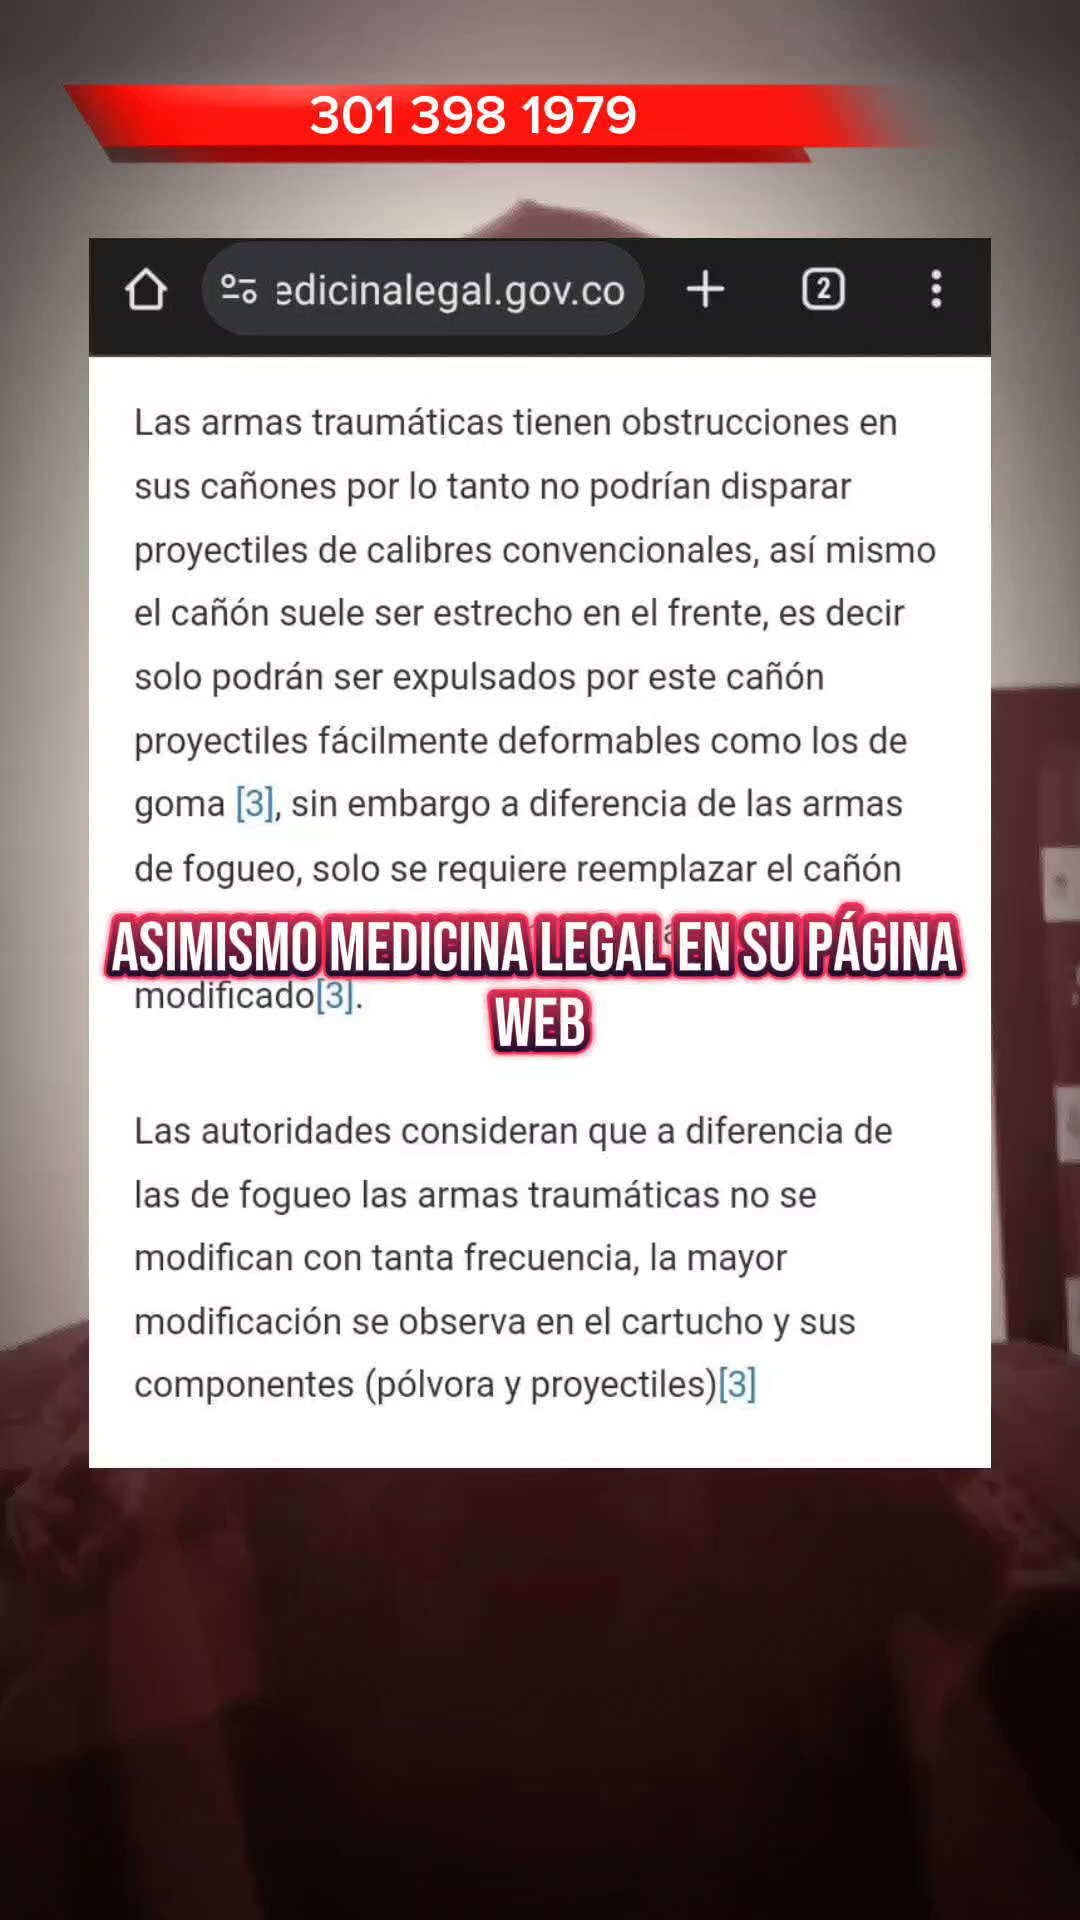 301 398 1979
edicinalegal.gov.co
2
Las armas traumáticas tienen obstrucciones en
sus cañones por lo tanto no podrían disparar
proyectiles de calibres convencionales, así mismo
el cañón suele ser estrecho en el frente, es decir
solo podrán ser expulsados por este cañón
proyectiles fácilmente deformables como los de
goma [3], sin embargo a diferencia de las armas
de fogueo, solo se requiere reemplazar el cañón
ASIMISMO MEDICINA LEGAL EN SU PÁGINA
modificado[3].
WEB
Las autoridades consideran que a diferencia de
las de fogueo las armas traumáticas no se
modifican con tanta frecuencia, la mayor
modificación se observa en el cartucho y sus
componentes (pólvora y proyectiles)[3]